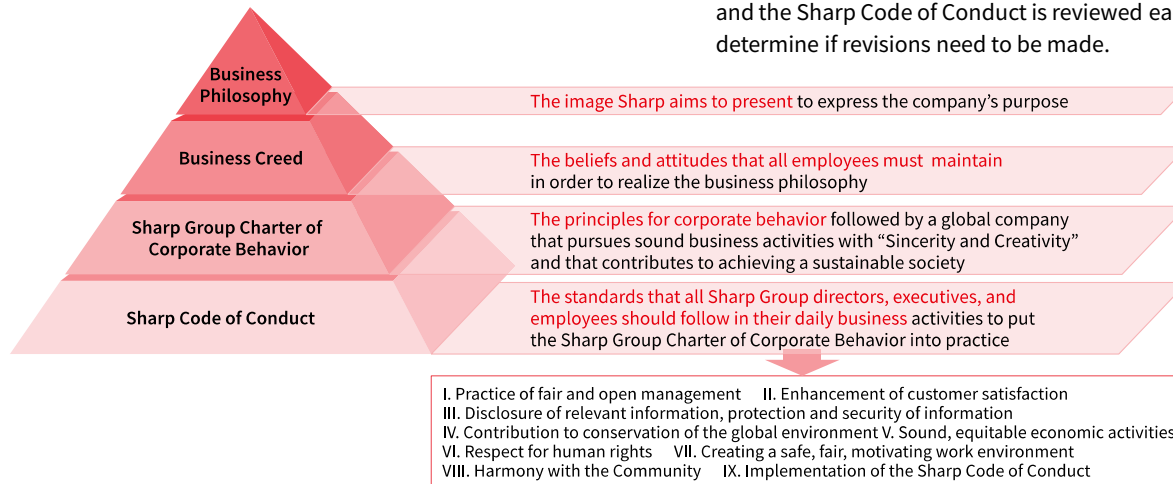 and the Sharp Code of Conduct is reviewed ea
determine if revisions need to be made.
Business
Philosophy
The image Sharp aims to present to express the company's purpose
Business Creed
The beliefs and attitudes that all employees must maintain
in order to realize the business philosophy
Sharp Group Charter of
Corporate Behavior
The principles for corporate behavior followed by a global company
that pursues sound business activities with “Sincerity and Creativity”
and that contributes to achieving a sustainable society
Sharp Code of Conduct
The standards that all Sharp Group directors, executives, and
employees should follow in their daily business activities to put
the Sharp Group Charter of Corporate Behavior into practice
I. Practice of fair and open management II. Enhancement of customer satisfaction
III. Disclosure of relevant information, protection and security of information
IV. Contribution to conservation of the global environment V. Sound, equitable economic activities
VI. Respect for human rights VII. Creating a safe, fair, motivating work environment
VIII. Harmony with the Community IX. Implementation of the Sharp Code of Conduct